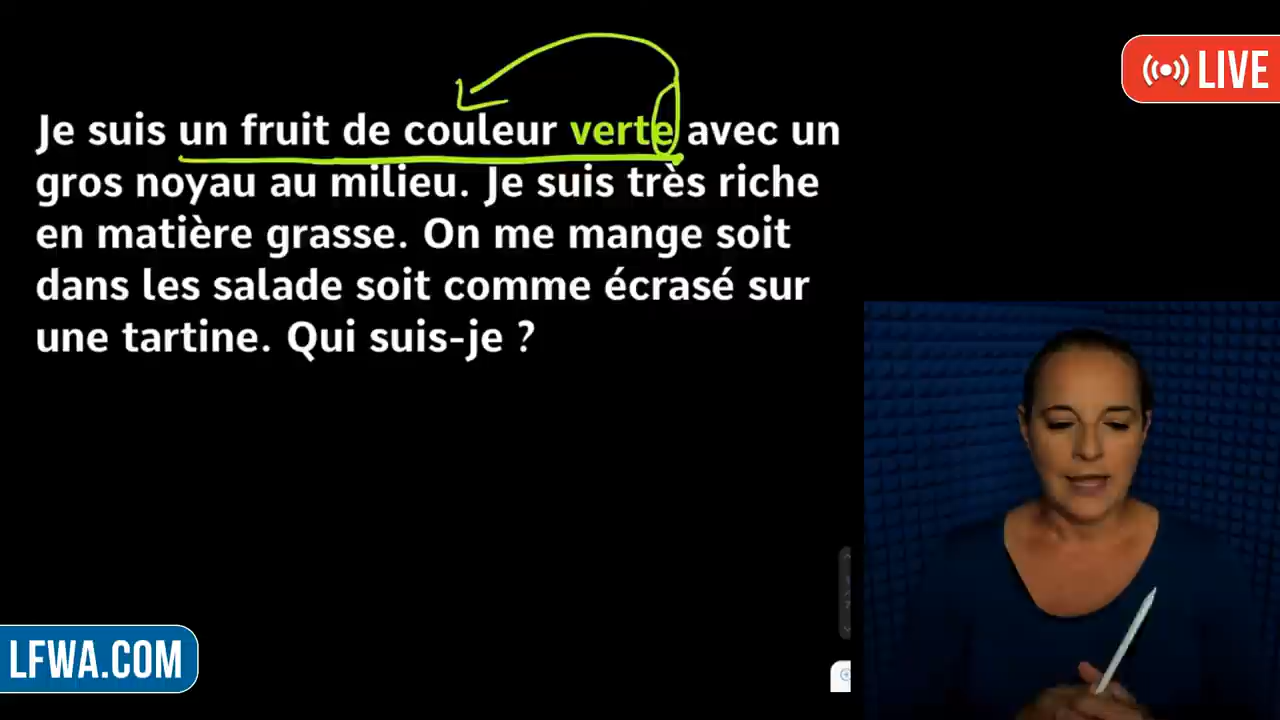 LIVE
Je suis un fruit de couleur verte avec un
gros noyau au milieu. Je suis très riche
en matière grasse. On me mange soit
dans les salade soit comme écrasé sur
une tartine. Qui suis-je ?
LFWA.COM